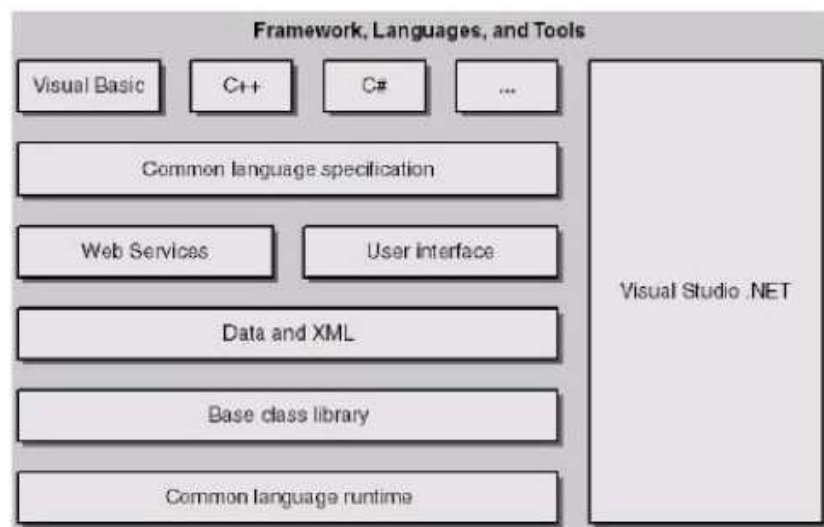 Framework, Languages, and Tools
Visual Basic
C++
C#
...
Common language specification
Web Services
User interface
Data and XML
Base class library
Common language runtime
Visual Studio .NET